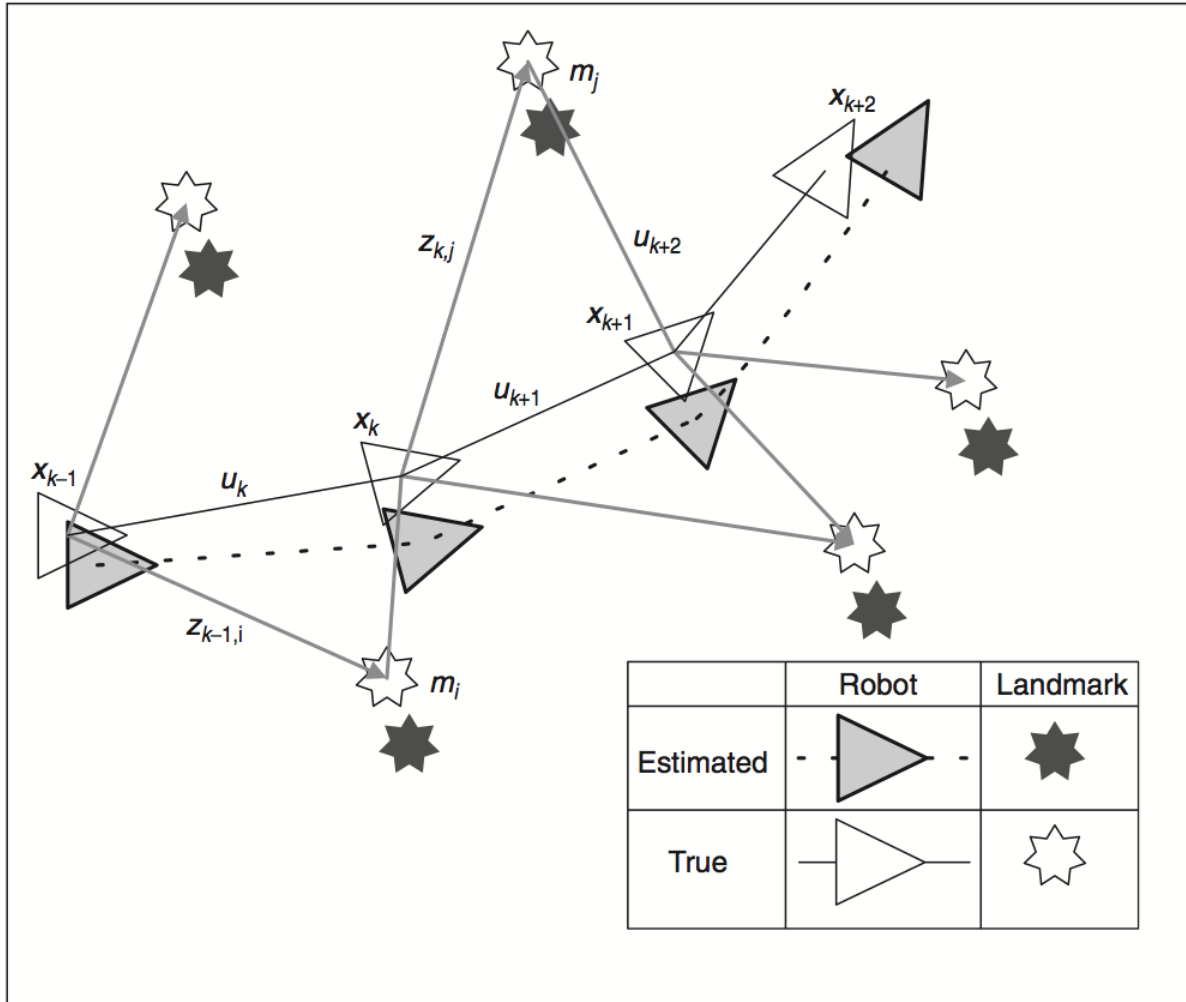 m_j
x_{k+2}
z_{k,j}
u_{k+2}
x_{k+1}
u_{k+1}
x_k
x_{k–1}
u_k
z_{k–1,i}
m_i
Robot Landmark
Estimated
True